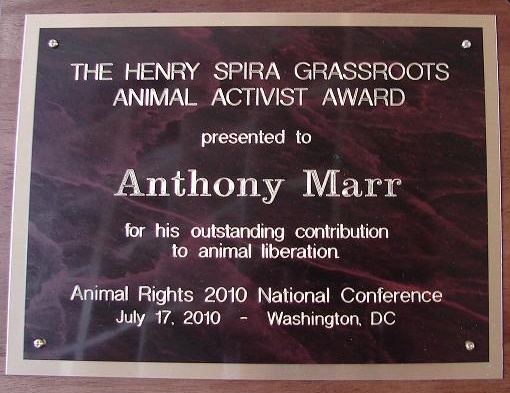 THE HENRY SPIRA GRASSROOTS
ANIMAL ACTIVIST AWARD
presented to
Anthony Marr
for his outstanding contribution
to animal liberation.
Animal Rights 2010 National Conference
July 17, 2010 - Washington, DC